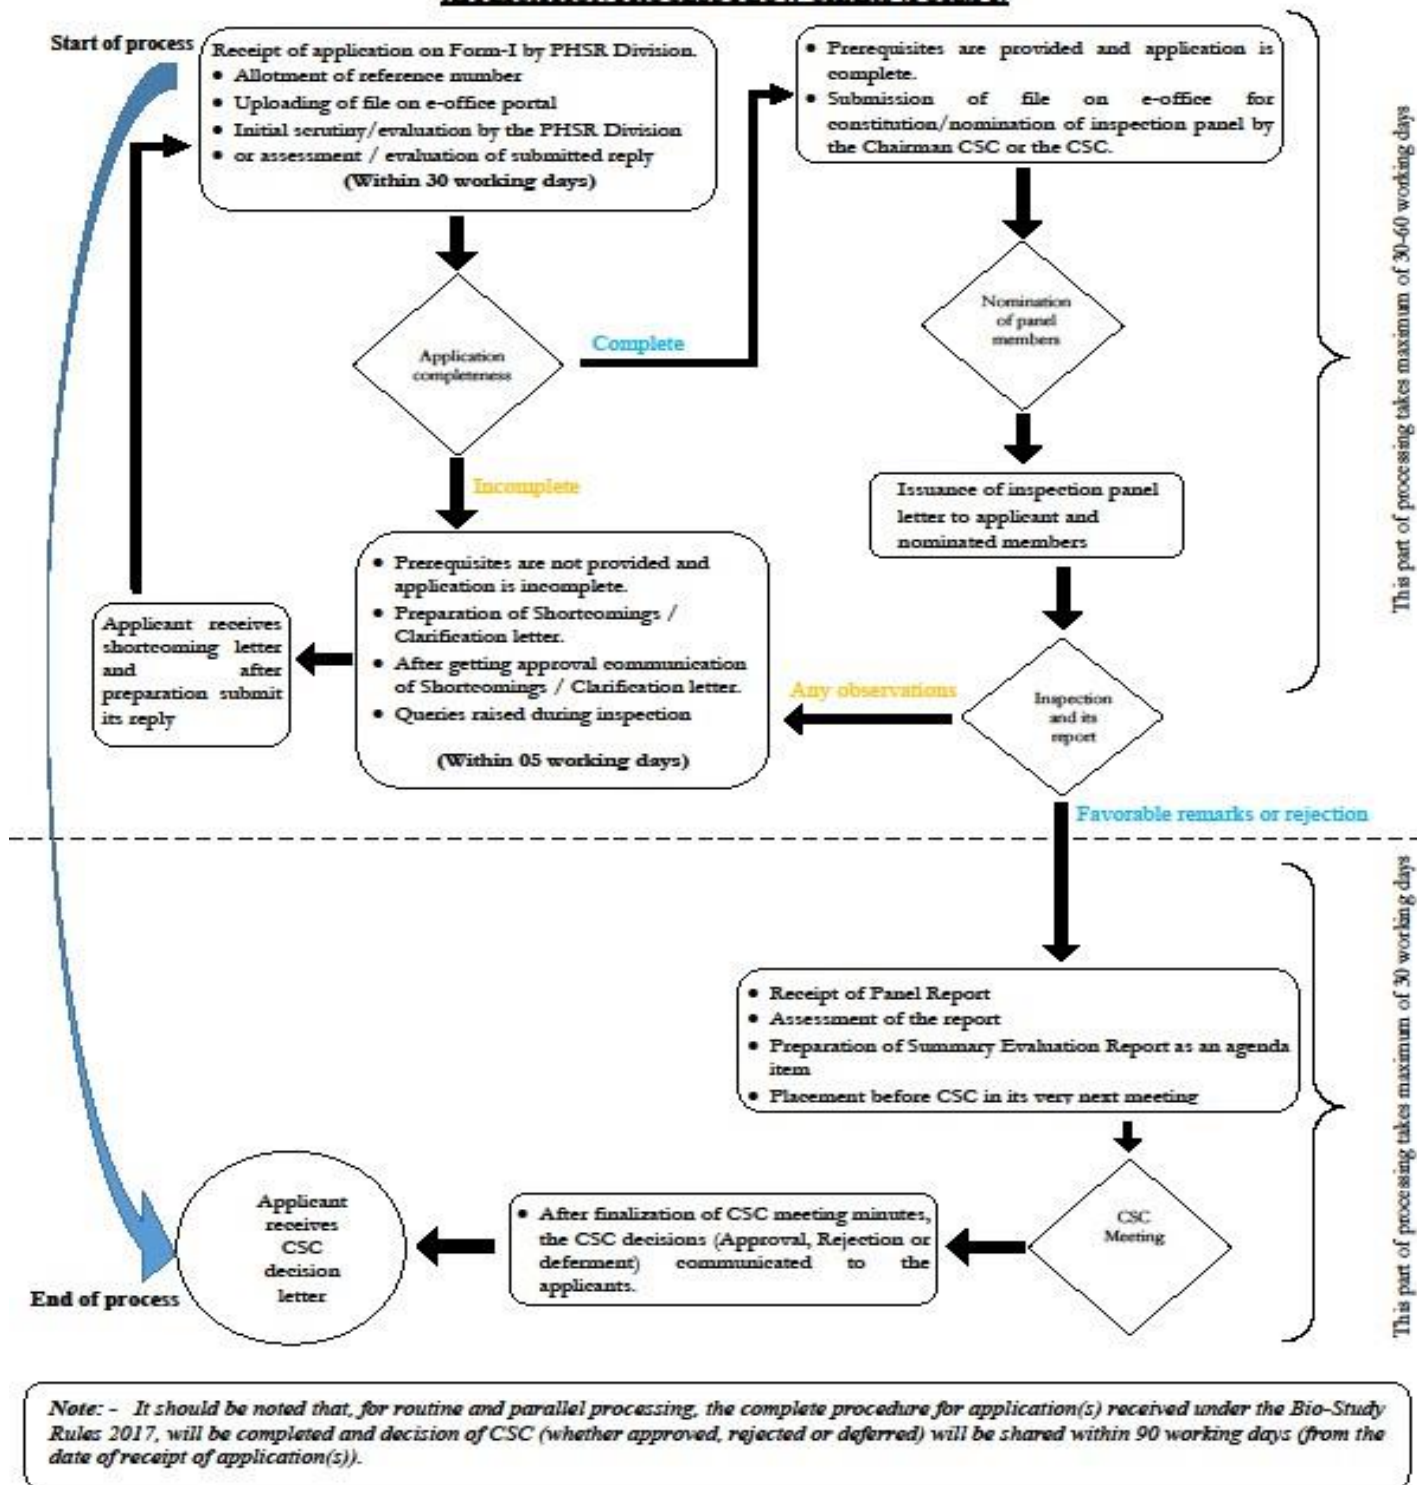 Start of process
Receipt of application on Form-I by PHSR Division.
• Allotment of reference number
• Uploading of file on e-office portal
• Initial scrutiny/evaluation by the PHSR Division
• or assessment / evaluation of submitted reply
(Within 30 working days)
• Prerequisites are provided and application is
complete.
• Submission of file on e-office for
constitution/nomination of inspection panel by
the Chairman CSC or the CSC.
This part of processing takes maximum of 30-60 working days
Nomination
of panel
members
Application
completeness
Complete
Incomplete
Issuance of inspection panel
letter to applicant and
nominated members
• Prerequisites are not provided and
application is incomplete.
• Preparation of Shortcomings /
Clarification letter.
• After getting approval communication
of Shortcomings / Clarification letter.
• Queries raised during inspection
(Within 05 working days)
Applicant receives
shortcoming letter
and after
preparation submit
its reply
Any observations
Inspection
and its
report
Favorable remarks or rejection
This part of processing takes maximum of 30 working days
• Receipt of Panel Report
• Assessment of the report
• Preparation of Summary Evaluation Report as an agenda
item
• Placement before CSC in its very next meeting
CSC
Meeting
• After finalization of CSC meeting minutes,
the CSC decisions (Approval, Rejection or
deferment) communicated to the
applicants.
Applicant
receives
CSC
decision
letter
End of process
Note: - It should be noted that, for routine and parallel processing, the complete procedure for application(s) received under the Bio-Study
Rules 2017, will be completed and decision of CSC (whether approved, rejected or deferred) will be shared within 90 working days (from the
date of receipt of application(s)).